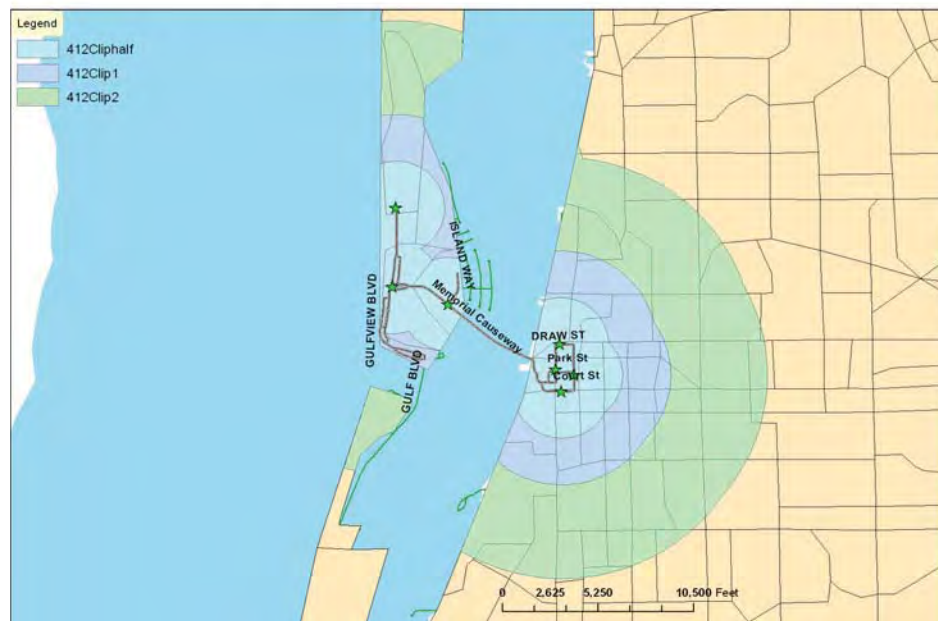 Legend
412Cliphalf
412Clip1
412Clip2
ISLAND WAY
GULFVIEW BLVD
Memorial Causeway
DRAW ST
Park St
Court St
GULF BLVD
0 2,625 5,250 10,500 Feet